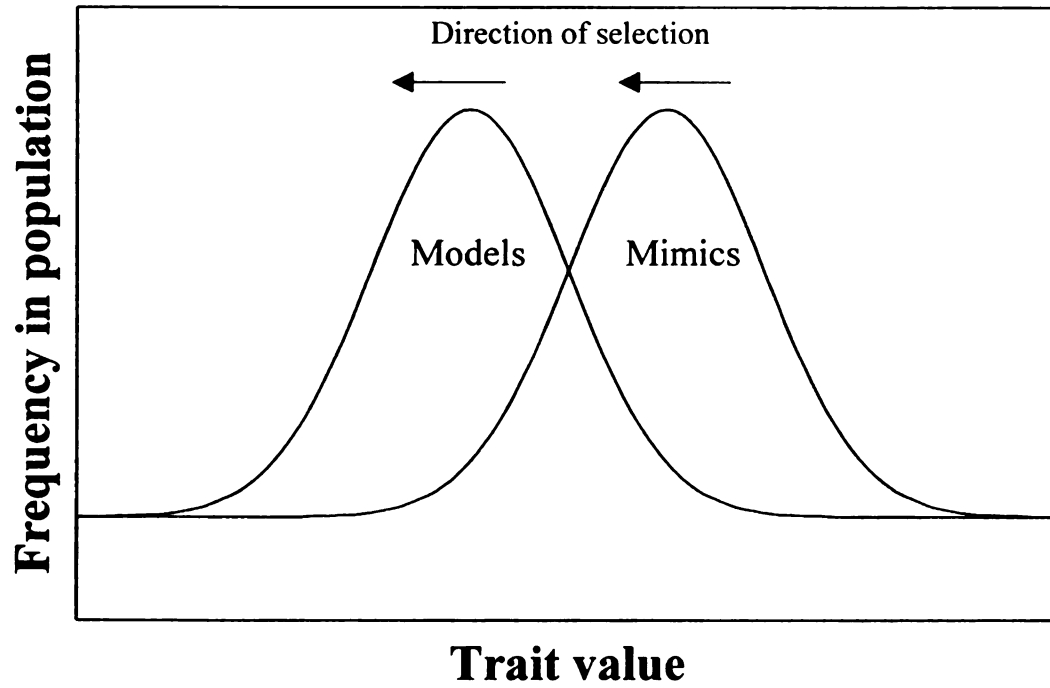 Direction of selection
Models
Mimics
Frequency in population
Trait value